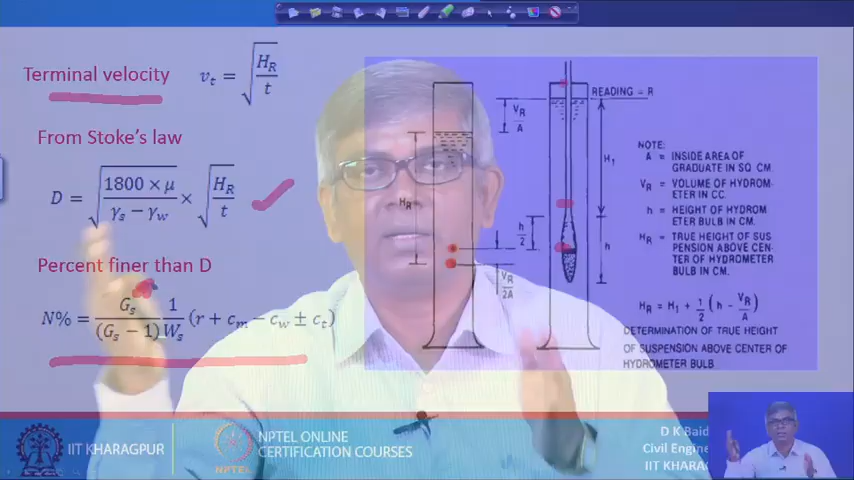 Terminal velocity v_t = √(H_R / t)
From Stoke's law
D = √((1800 × μ) / (γ_s − γ_w)) × √(H_R / t)
Percent finer than D
N% = G_s / (G_s − 1) 1 / W_s (r + c_m − c_w ± c_t)
READING = R
V_R / A
H_R
H_1
h / 2
h
V_R / 2A
NOTE:
A = INSIDE AREA OF
GRADUATE IN SQ CM.
V_R = VOLUME OF HYDROM-
ETER IN CC.
h = HEIGHT OF HYDROM
ETER BULB IN CM.
H_R = TRUE HEIGHT OF SUS
PENSION ABOVE CEN-
TER OF HYDROMETER
BULB IN CM.
H_R = H_1 + 1/2 (h - V_R/A)
DETERMINATION OF TRUE HEIGHT
OF SUSPENSION ABOVE CENTER OF
HYDROMETER BULB
IIT KHARAGPUR
NPTEL
NPTEL ONLINE
CERTIFICATION COURSES
D K Baid
Civil Engine
IIT KHARAG